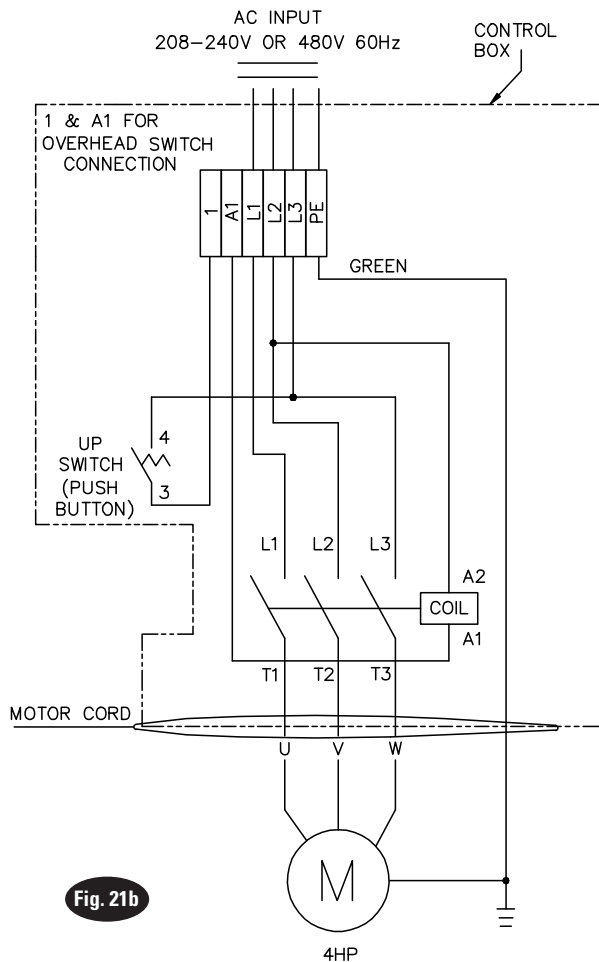 AC INPUT
208–240V OR 480V 60Hz
CONTROL
BOX
1 & A1 FOR
OVERHEAD SWITCH
CONNECTION
1
A1
L1
L2
L3
PE
GREEN
UP
SWITCH
(PUSH
BUTTON)
4
3
L1
L2
L3
A2
COIL
A1
T1
T2
T3
MOTOR CORD
U
V
W
M
Fig. 21b
4HP